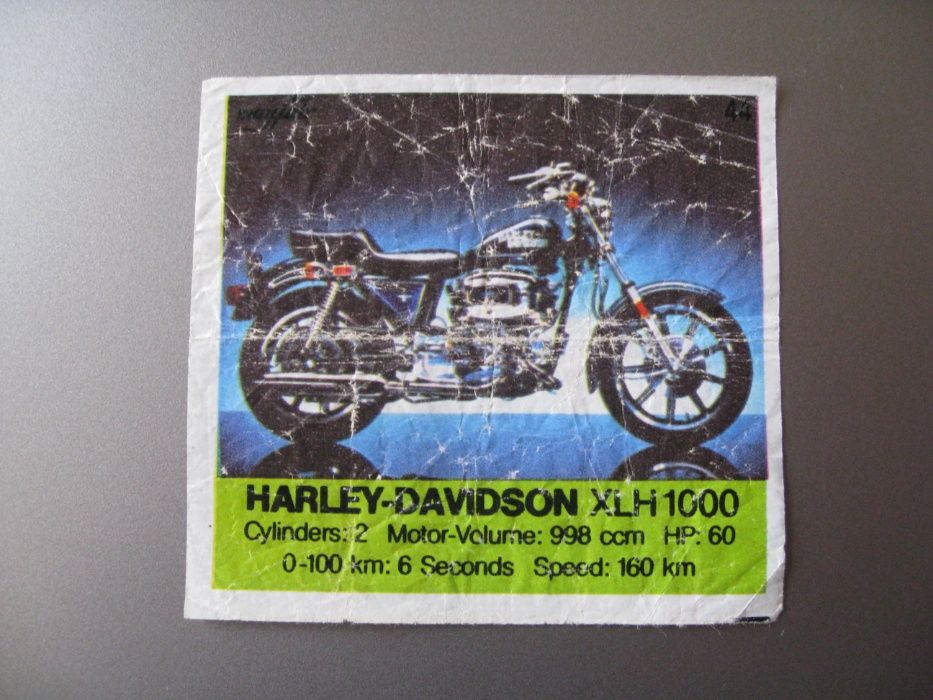 44
HARLEY-DAVIDSON XLH 1000
Cylinders: 2 Motor-Volume: 998 ccm HP: 60
0-100 km: 6 Seconds Speed: 160 km